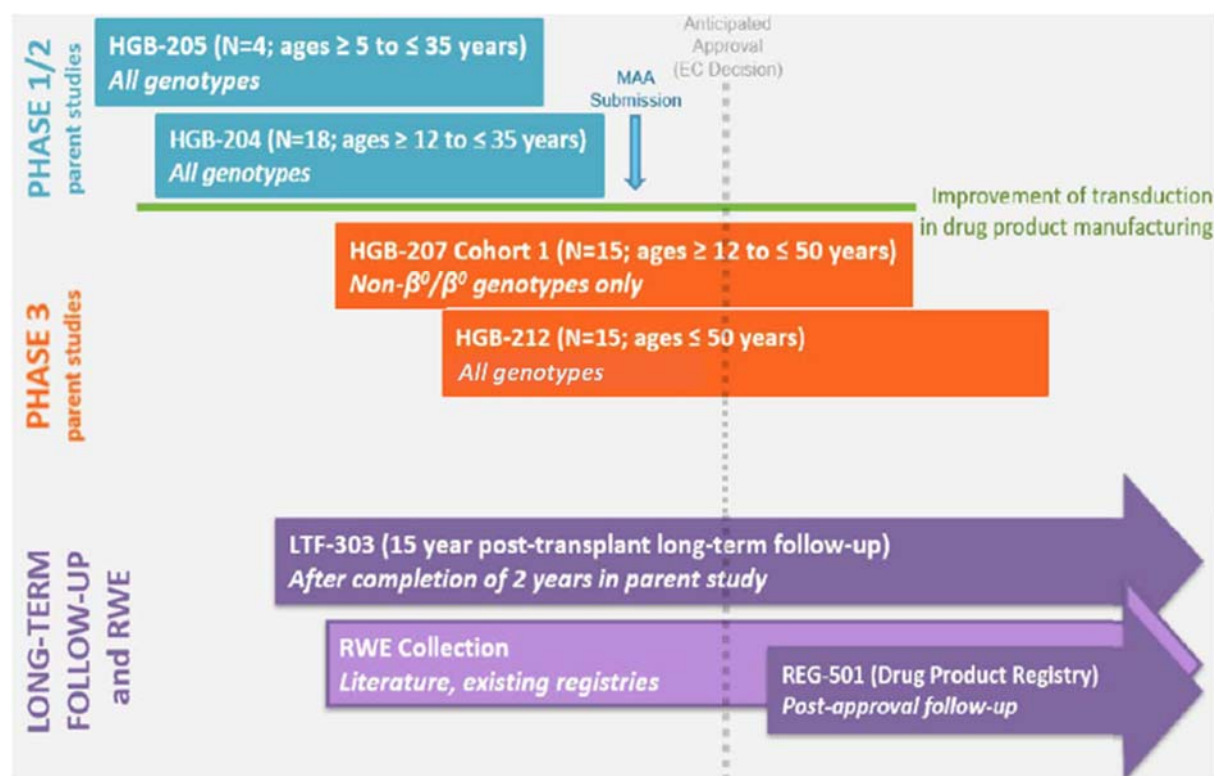 PHASE 1/2
parent studies
HGB-205 (N=4; ages ≥ 5 to ≤ 35 years)
All genotypes
HGB-204 (N=18; ages ≥ 12 to ≤ 35 years)
All genotypes
MAA
Submission
Anticipated
Approval
(EC Decision)
Improvement of transduction
in drug product manufacturing
PHASE 3
parent studies
HGB-207 Cohort 1 (N=15; ages ≥ 12 to ≤ 50 years)
Non-β⁰/β⁰ genotypes only
HGB-212 (N=15; ages ≤ 50 years)
All genotypes
LONG-TERM
FOLLOW-UP
and RWE
LTF-303 (15 year post-transplant long-term follow-up)
After completion of 2 years in parent study
RWE Collection
Literature, existing registries
REG-501 (Drug Product Registry)
Post-approval follow-up